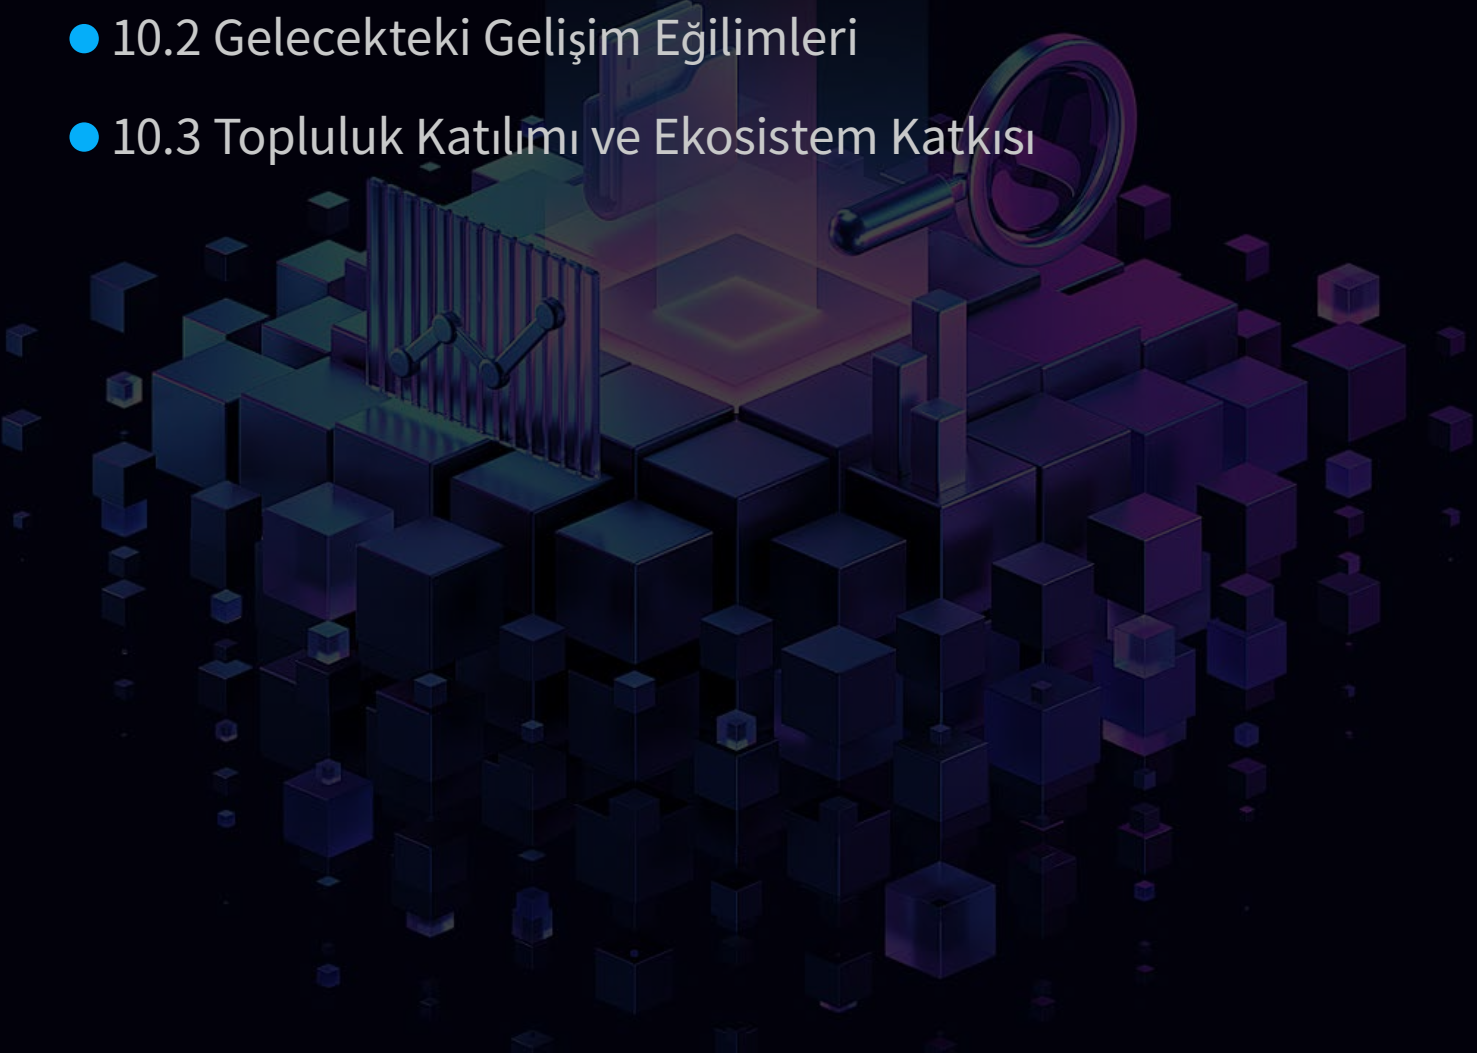 10.2 Gelecekteki Gelişim Eğilimleri
10.3 Topluluk Katılımı ve Ekosistem Katkısı